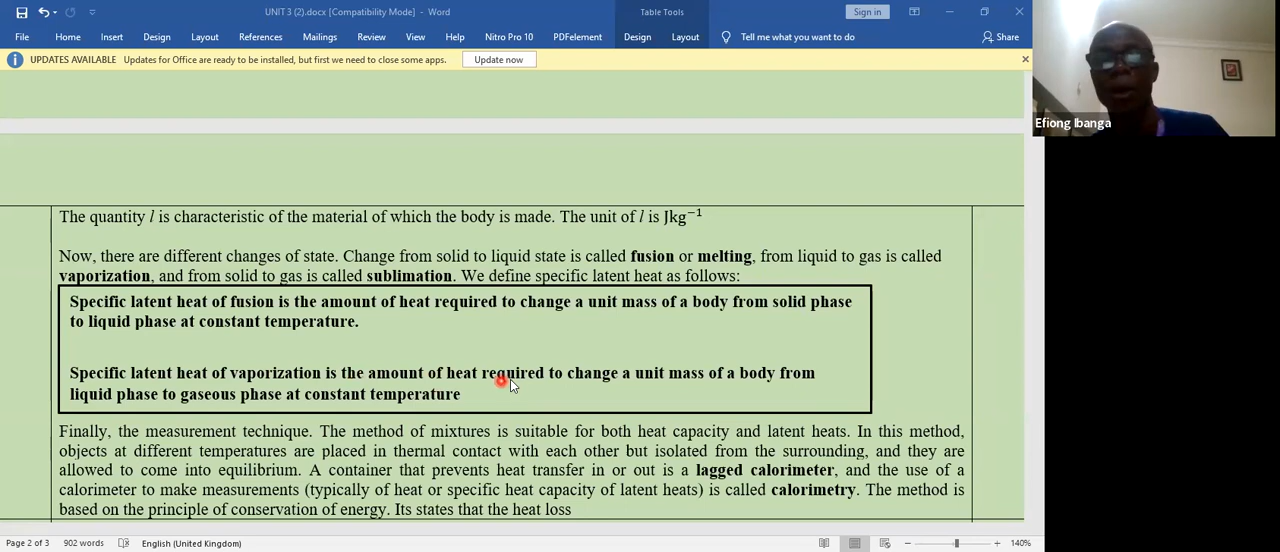 UNIT 3 (2).docx [Compatibility Mode] - Word
Table Tools
Sign in
File Home Insert Design Layout References Mailings Review View Help Nitro Pro 10 PDFelement Design Layout Tell me what you want to do Share
UPDATES AVAILABLE Updates for Office are ready to be installed, but first we need to close some apps. Update now
Efiong Ibanga
The quantity l is characteristic of the material of which the body is made. The unit of l is Jkg⁻¹
Now, there are different changes of state. Change from solid to liquid state is called fusion or melting, from liquid to gas is called
vaporization, and from solid to gas is called sublimation. We define specific latent heat as follows:
Specific latent heat of fusion is the amount of heat required to change a unit mass of a body from solid phase
to liquid phase at constant temperature.
Specific latent heat of vaporization is the amount of heat required to change a unit mass of a body from
liquid phase to gaseous phase at constant temperature
Finally, the measurement technique. The method of mixtures is suitable for both heat capacity and latent heats. In this method,
objects at different temperatures are placed in thermal contact with each other but isolated from the surrounding, and they are
allowed to come into equilibrium. A container that prevents heat transfer in or out is a lagged calorimeter, and the use of a
calorimeter to make measurements (typically of heat or specific heat capacity of latent heats) is called calorimetry. The method is
based on the principle of conservation of energy. Its states that the heat loss
Page 2 of 3 902 words English (United Kingdom) 140%